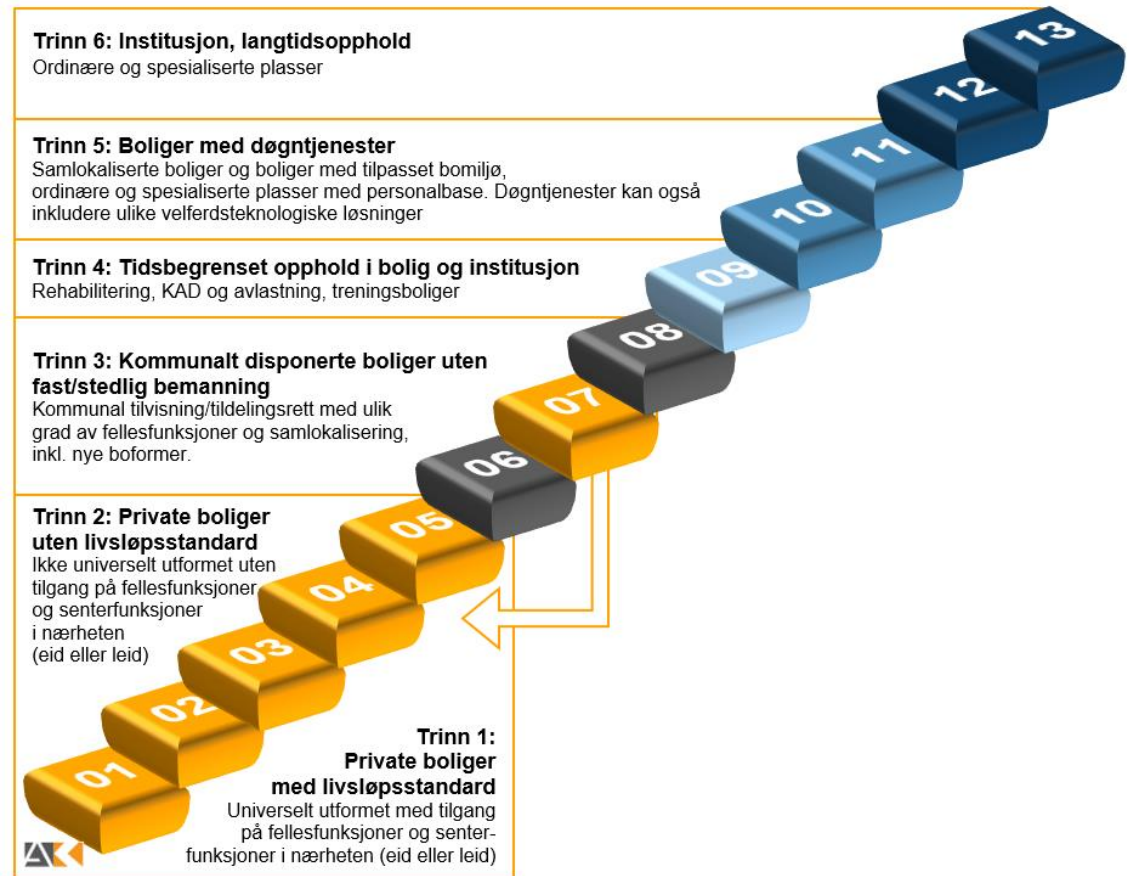 Trinn 6: Institusjon, langtidsopphold
Ordinære og spesialiserte plasser
Trinn 5: Boliger med døgntjenester
Samlokaliserte boliger og boliger med tilpasset bomiljø,
ordinære og spesialiserte plasser med personalbase. Døgntjenester kan også
inkludere ulike velferdsteknologiske løsninger
Trinn 4: Tidsbegrenset opphold i bolig og institusjon
Rehabilitering, KAD og avlastning, treningsboliger
Trinn 3: Kommunalt disponerte boliger uten
fast/stedlig bemanning
Kommunal tilvisning/tildelingsrett med ulik
grad av fellesfunksjoner og samlokalisering,
inkl. nye boformer.
Trinn 2: Private boliger
uten livsløpsstandard
Ikke universelt utformet uten
tilgang på fellesfunksjoner
og senterfunksjoner
i nærheten
(eid eller leid)
Trinn 1:
Private boliger
med livsløpsstandard
Universelt utformet med tilgang
på fellesfunksjoner og senter-
funksjoner i nærheten (eid eller leid)
13
12
11
10
09
08
07
06
05
04
03
02
01